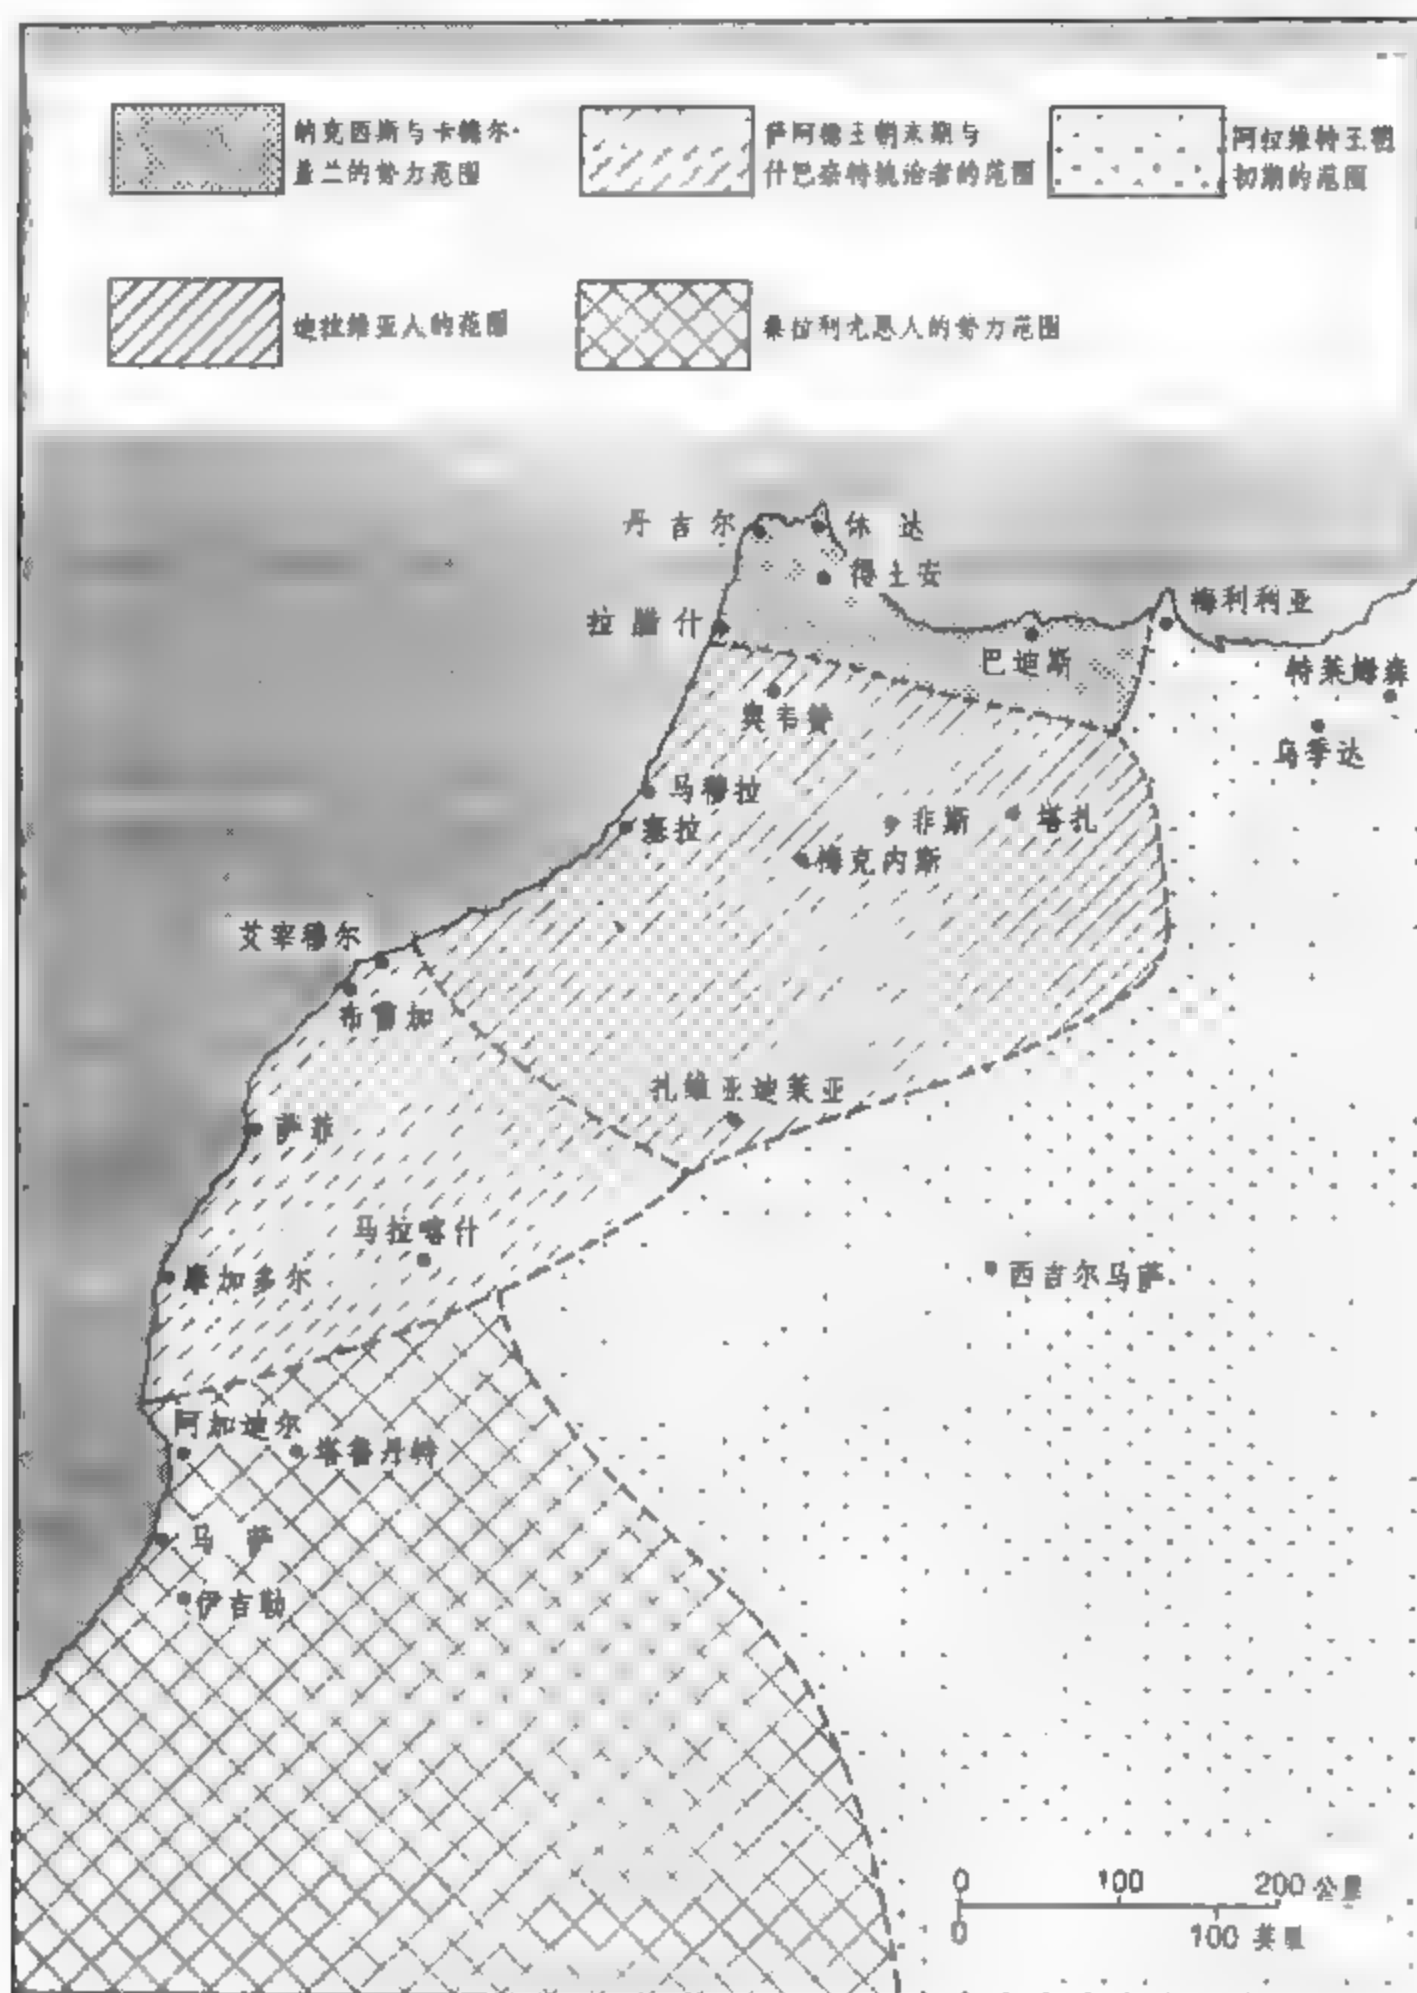 纳克西斯与卡德尔·
盖兰的势力范围
萨阿德王朝末期与
什巴奈特统治者的范围
阿拉维特王朝
初期的范围
迪拉维亚人的范围
桑拉利尤恩人的势力范围
丹吉尔
休达
得土安
拉腊什
梅利利亚
巴迪斯
特莱姆森
奥韦赞
乌季达
马穆拉
塞拉
非斯
塔扎
梅克内斯
艾宰穆尔
布雷加
扎维亚迪莱亚
萨菲
马拉喀什
摩加多尔
西吉尔马萨
阿加迪尔
塔鲁丹特
马萨
伊吉勒
0 100 200 公里
0 100 英里